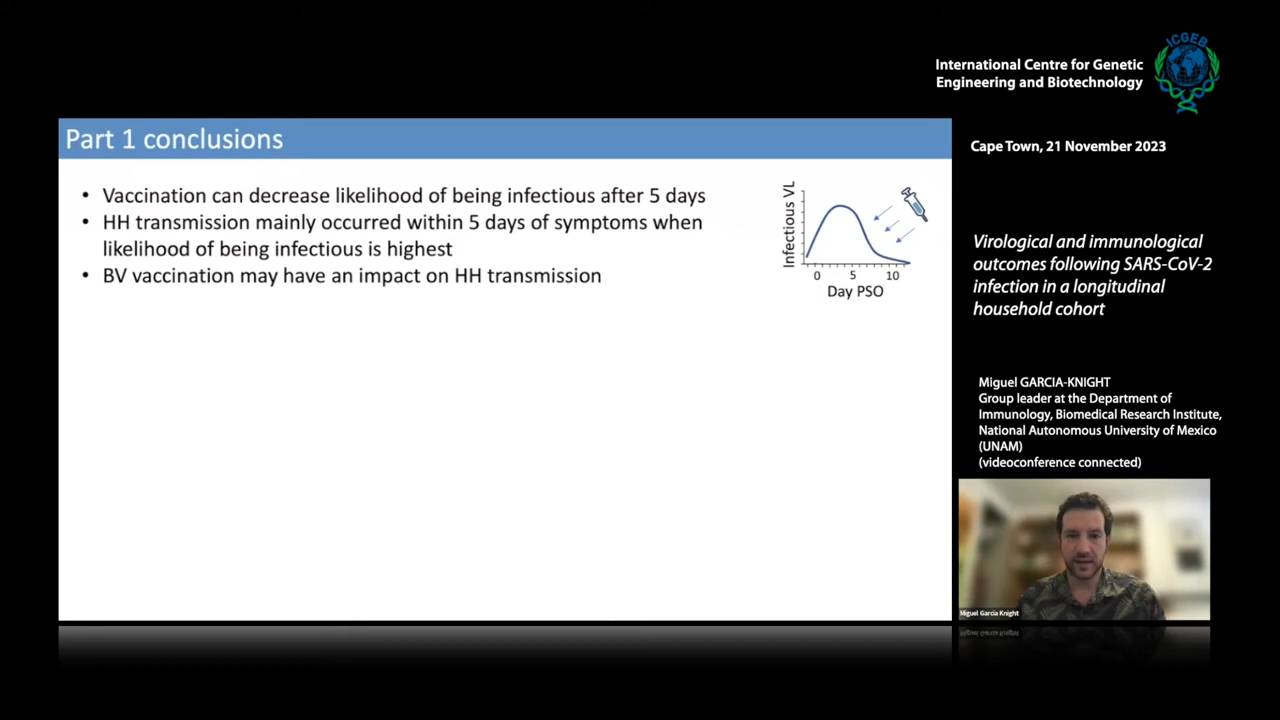 International Centre for Genetic
Engineering and Biotechnology
ICGEB
Cape Town, 21 November 2023
Part 1 conclusions
• Vaccination can decrease likelihood of being infectious after 5 days
• HH transmission mainly occurred within 5 days of symptoms when
likelihood of being infectious is highest
• BV vaccination may have an impact on HH transmission
Infectious VL
0 5 10
Day PSO
Virological and immunological
outcomes following SARS-CoV-2
infection in a longitudinal
household cohort
Miguel GARCIA-KNIGHT
Group leader at the Department of
Immunology, Biomedical Research Institute,
National Autonomous University of Mexico
(UNAM)
(videoconference connected)
Miguel Garcia Knight